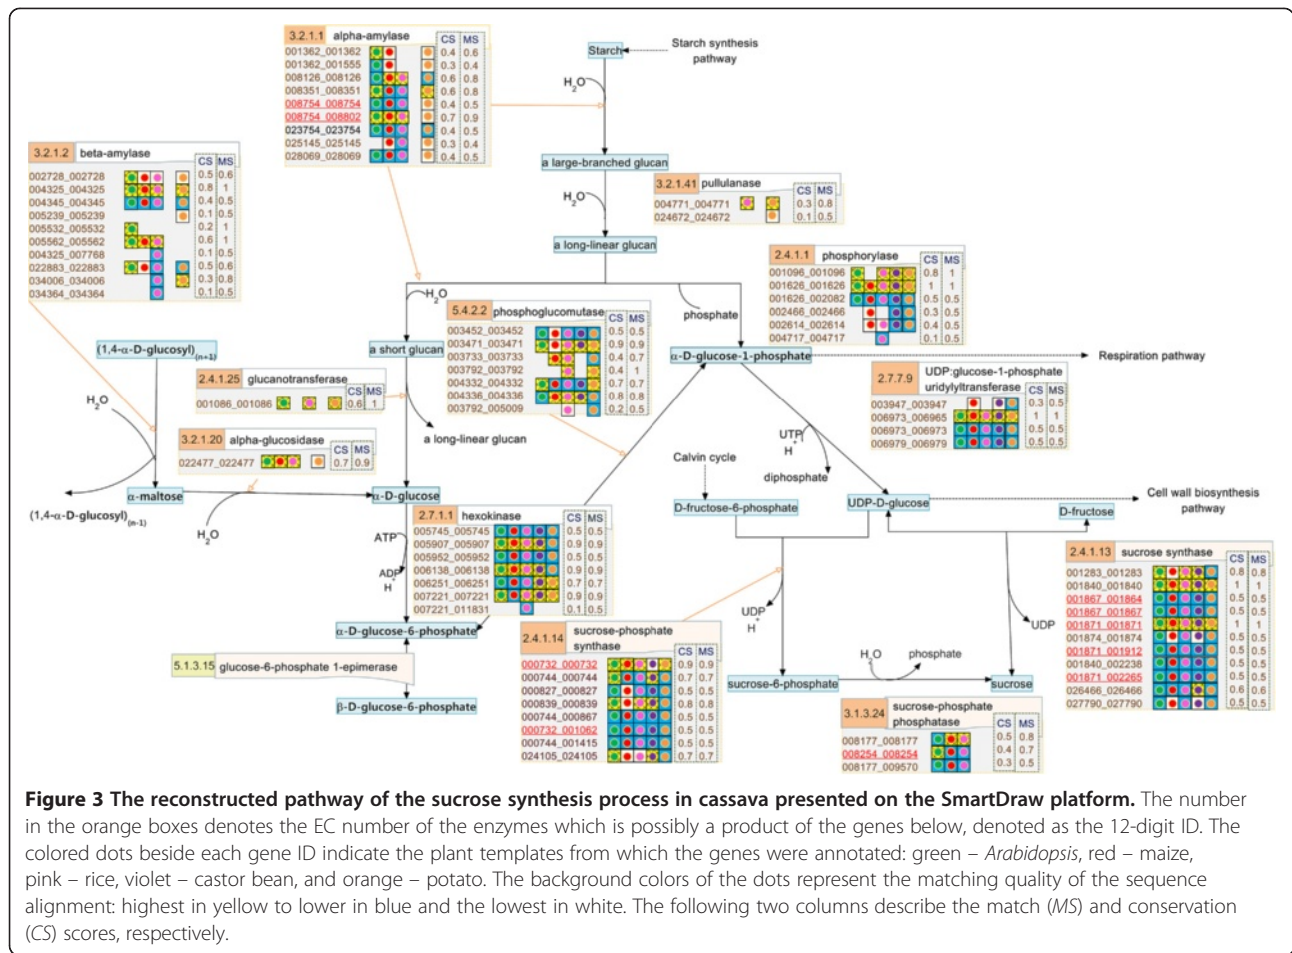 3.2.1.1 alpha-amylase CS MS
001362_001362 0.4 0.6
001362_001555 0.3 0.4
008126_008126 0.6 0.8
008351_008351 0.6 0.8
008754_008754 0.4 0.5
008754_008802 0.7 0.9
023754_023754 0.4 0.5
025145_025145 0.3 0.4
028069_028069 0.4 0.5
Starch
Starch synthesis
pathway
H2O
a large-branched glucan
H2O
a long-linear glucan
3.2.1.2 beta-amylase CS MS
002728_002728 0.5 0.6
004325_004325 0.8 1
004345_004345 0.4 0.5
005239_005239 0.1 0.5
005532_005532 0.2 1
005562_005562 0.6 1
004325_007768 0.1 0.5
022883_022883 0.5 0.6
034006_034006 0.3 0.8
034364_034364 0.1 0.5
3.2.1.41 pullulanase CS MS
004771_004771 0.3 0.8
024672_024672 0.1 0.5
2.4.1.1 phosphorylase CS MS
001096_001096 0.8 1
001626_001626 1 1
001626_002082 0.5 0.5
002466_002466 0.3 0.5
002614_002614 0.4 0.5
004717_004717 0.1 0.5
H2O
phosphate
5.4.2.2 phosphoglucomutase CS MS
003452_003452 0.5 0.5
003471_003471 0.9 0.9
003733_003733 0.4 0.7
003792_003792 0.4 1
004332_004332 0.7 0.7
004336_004336 0.8 0.8
003792_005009 0.2 0.5
(1,4-α-D-glucosyl)(n+1)
a short glucan
α-D-glucose-1-phosphate
Respiration pathway
2.4.1.25 glucanotransferase CS MS
001086_001086 0.6 1
H2O
a long-linear glucan
3.2.1.20 alpha-glucosidase CS MS
022477_022477 0.7 0.9
2.7.7.9 UDP:glucose-1-phosphate
uridylyltransferase CS MS
003947_003947 0.3 0.5
006973_006965 1 1
006973_006973 0.5 0.5
006979_006979 0.5 0.5
UTP
H+
diphosphate
Calvin cycle
α-maltose
α-D-glucose
D-fructose-6-phosphate
UDP-D-glucose
Cell wall biosynthesis
pathway
D-fructose
(1,4-α-D-glucosyl)(n-1)
H2O
2.7.1.1 hexokinase CS MS
005745_005745 0.5 0.5
005907_005907 0.9 0.9
005952_005952 0.5 0.5
006138_006138 0.9 0.9
006251_006251 0.7 0.7
007221_007221 0.9 0.9
007221_011831 0.1 0.5
ATP
ADP
H+
2.4.1.13 sucrose synthase CS MS
001283_001283 0.8 0.8
001840_001840 1 1
001867_001864 0.5 0.5
001867_001867 0.5 0.5
001871_001871 1 1
001874_001874 0.5 0.5
001871_001912 0.5 0.5
001840_002238 0.5 0.5
001871_002265 0.5 0.5
026466_026466 0.6 0.6
027790_027790 0.5 0.5
UDP
H+
UDP
α-D-glucose-6-phosphate
2.4.1.14 sucrose-phosphate
synthase CS MS
000732_000732 0.9 0.9
000744_000744 0.7 0.7
000827_000827 0.5 0.5
000839_000839 0.8 0.8
000744_000867 0.5 0.5
000732_001062 0.5 0.5
000744_001415 0.5 0.5
024105_024105 0.7 0.7
5.1.3.15 glucose-6-phosphate 1-epimerase
β-D-glucose-6-phosphate
H2O
phosphate
sucrose-6-phosphate
sucrose
3.1.3.24 sucrose-phosphate
phosphatase CS MS
008177_008177 0.5 0.8
008254_008254 0.4 0.7
008177_009570 0.3 0.5
Figure 3 The reconstructed pathway of the sucrose synthesis process in cassava presented on the SmartDraw platform. The number
in the orange boxes denotes the EC number of the enzymes which is possibly a product of the genes below, denoted as the 12-digit ID. The
colored dots beside each gene ID indicate the plant templates from which the genes were annotated: green – Arabidopsis, red – maize,
pink – rice, violet – castor bean, and orange – potato. The background colors of the dots represent the matching quality of the sequence
alignment: highest in yellow to lower in blue and the lowest in white. The following two columns describe the match (MS) and conservation
(CS) scores, respectively.